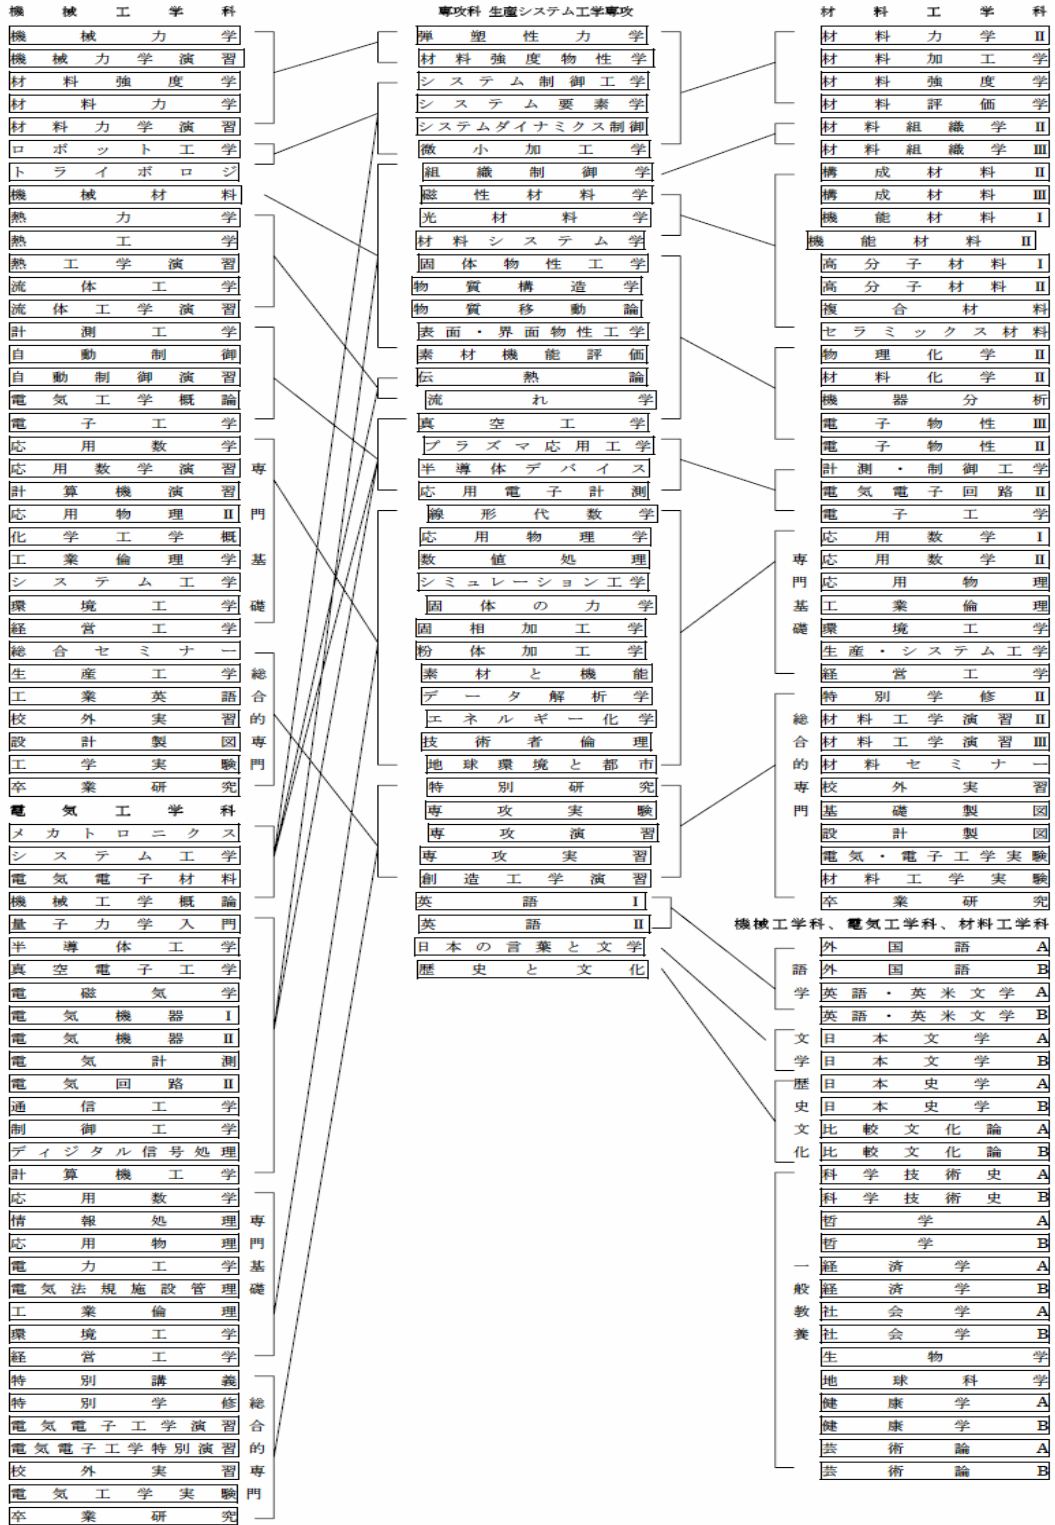 機械工学科
機械力学
機械力学演習
材料強度学
材料力学
材料力学演習
ロボット工学
トライボロジ
機械材料
熱力学
熱工学
熱工学演習
流体工学
流体工学演習
計測工学
自動制御
自動制御演習
電気工学概論
電子工学
応用数学
応用数学演習
計算機演習
応用物理II
化学工学概
工業倫理学
システム工学
環境工学
経営工学
専門基礎
総合セミナー
生産工学
工業英語
校外実習
設計製図
工学実験
卒業研究
総合的専門
電気工学科
メカトロニクス
システム工学
電気電子材料
機械工学概論
量子力学入門
半導体工学
真空電子工学
電磁気学
電気機器I
電気機器II
電気計測
電気回路II
通信工学
制御工学
ディジタル信号処理
計算機工学
応用数学
情報処理
応用物理
電力工学
電気法規施設管理
工業倫理
環境工学
経営工学
専門基礎
特別講義
特別学修
電気電子工学演習
電気電子工学特別演習
校外実習
電気工学実験
卒業研究
総合的専門
専攻科 生産システム工学専攻
弾塑性力学
材料強度物性学
システム制御工学
システム要素学
システムダイナミクス制御
微小加工学
組織制御学
磁性材料学
光材料学
材料システム学
固体物性工学
物質構造学
物質移動論
表面・界面物性工学
素材機能評価
伝熱論
流れ学
真空工学
プラズマ応用工学
半導体デバイス
応用電子計測
線形代数学
応用物理学
数値処理
シミュレーション工学
固体の力学
固相加工学
粉体加工学
素材と機能
データ解析学
エネルギー化学
技術者倫理
地球環境と都市
特別研究
専攻実験
専攻演習
専攻実習
創造工学演習
英語I
英語II
日本の言葉と文学
歴史と文化
材料工学科
材料力学II
材料加工学
材料強度学
材料評価学
材料組織学II
材料組織学III
構成材料II
構成材料III
機能材料I
機能材料II
高分子材料I
高分子材料II
複合材料
セラミックス材料
物理化学II
材料化学II
機器分析
電子物性III
電子物性II
計測・制御工学
電気電子回路II
電子工学
応用数学I
応用数学II
応用物理
工業倫理
環境工学
生産・システム工学
経営工学
専門基礎
特別学修II
材料工学演習II
材料工学演習III
材料セミナー
校外実習
基礎製図
設計製図
電気・電子工学実験
材料工学実験
卒業研究
総合的専門
機械工学科、電気工学科、材料工学科
外国語A
外国語B
英語・英米文学A
英語・英米文学B
語学
日本文学A
日本文学B
文学
日本史学A
日本史学B
比較文化論A
比較文化論B
歴史文化
科学技術史A
科学技術史B
哲学A
哲学B
経済学A
経済学B
社会学A
社会学B
生物学
地球科学
健康学A
健康学B
芸術論A
芸術論B
一般教養